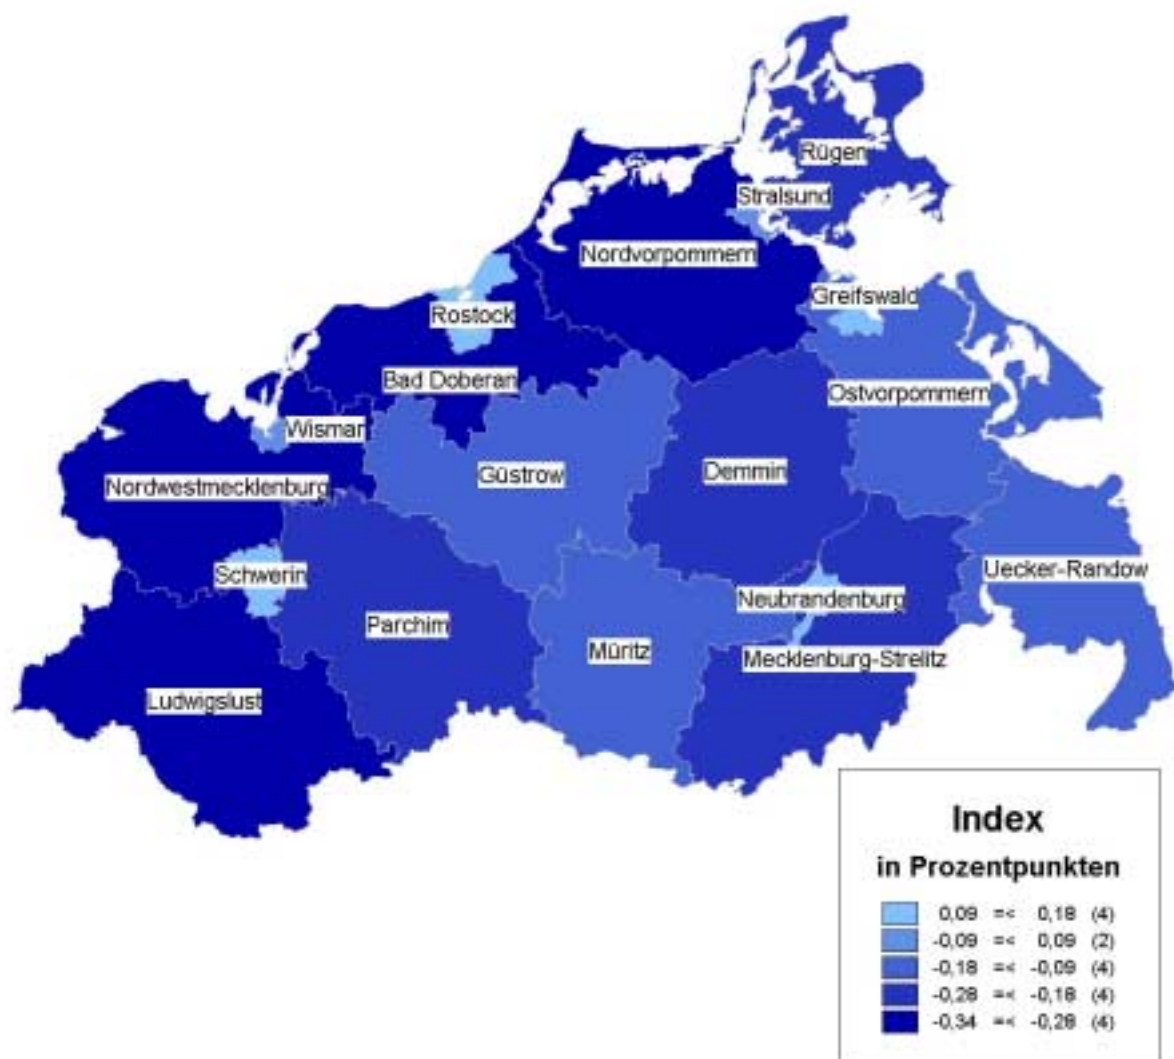 Rügen
Stralsund
Nordvorpommern
Greifswald
Rostock
Bad Doberan
Ostvorpommern
Wismar
Güstrow
Demmin
Nordwestmecklenburg
Schwerin
Uecker-Randow
Neubrandenburg
Parchim
Müritz
Mecklenburg-Strelitz
Ludwigslust
Index
in Prozentpunkten
0,09 =< 0,18 (4)
-0,09 =< 0,09 (2)
-0,18 =< -0,09 (4)
-0,28 =< -0,18 (4)
-0,34 =< -0,28 (4)